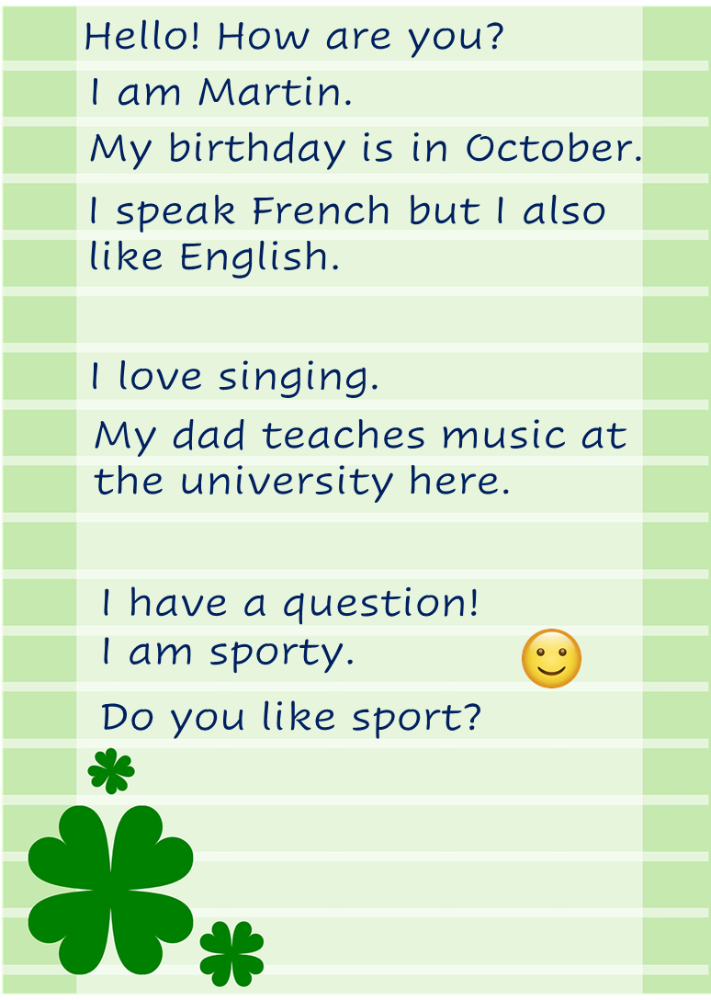 Hello! How are you?
I am Martin.
My birthday is in October.
I speak French but I also
like English.
I love singing.
My dad teaches music at
the university here.
I have a question!
I am sporty.
Do you like sport?